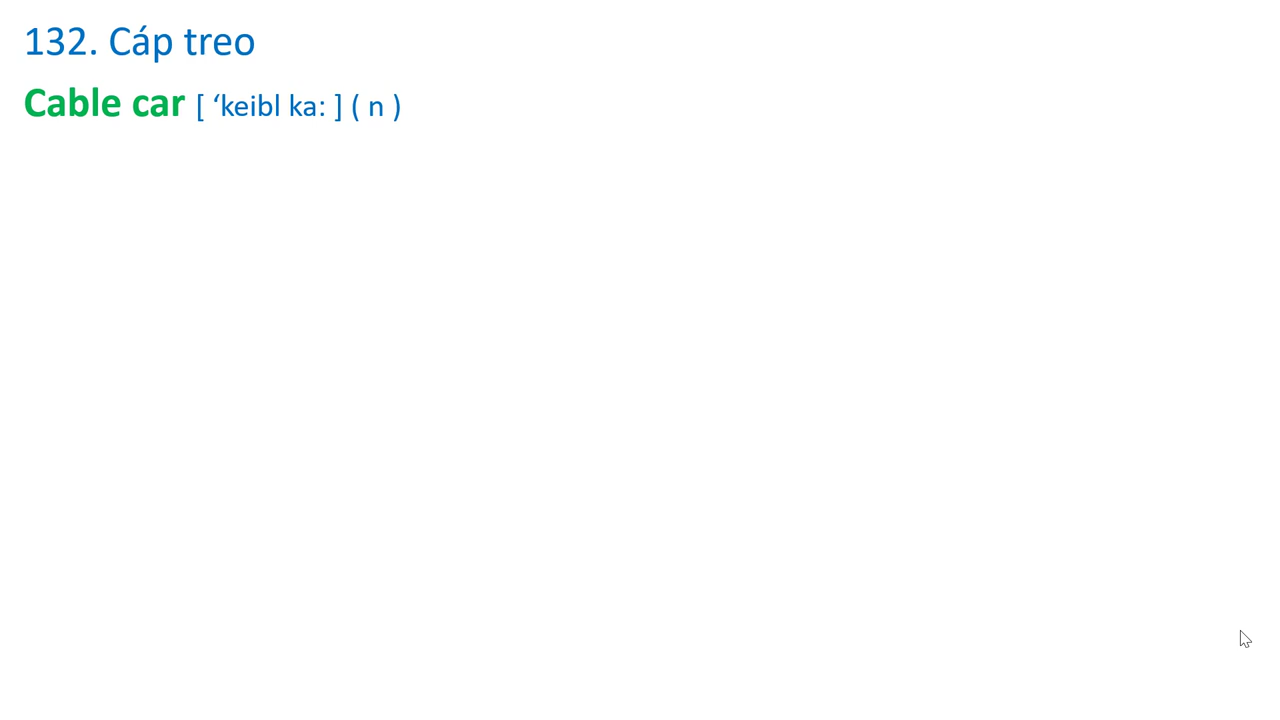 132. Cáp treo
Cable car [ ‘keibl ka: ] ( n )